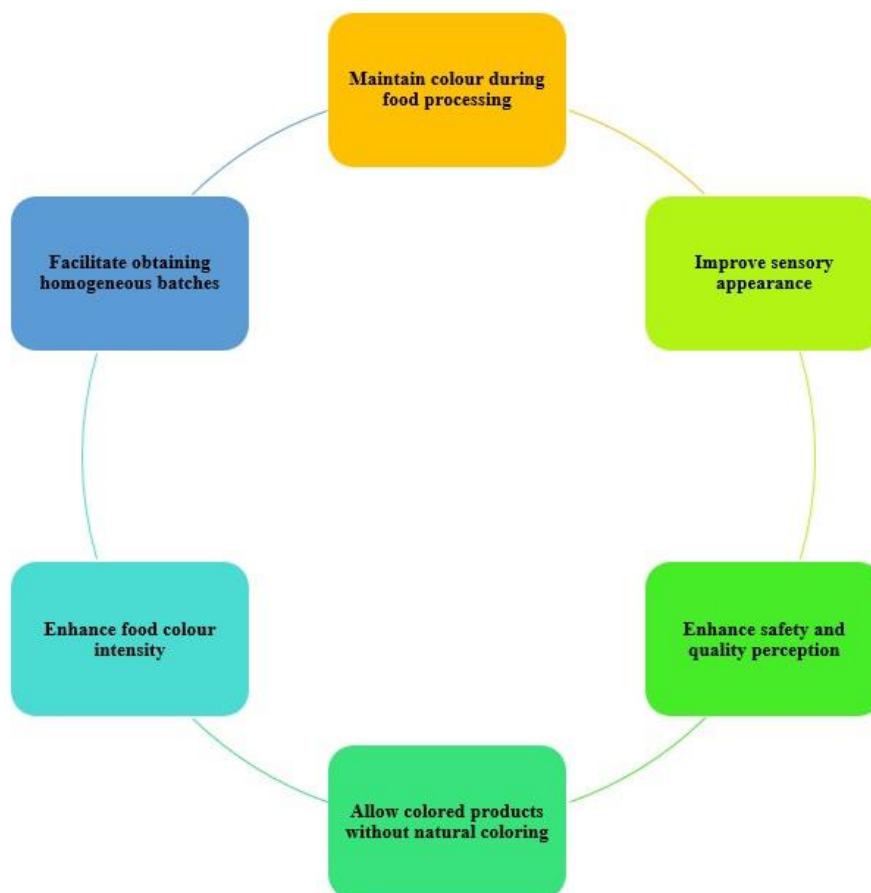 Maintain colour during
food processing
Improve sensory
appearance
Enhance safety and
quality perception
Allow colored products
without natural coloring
Enhance food colour
intensity
Facilitate obtaining
homogeneous batches